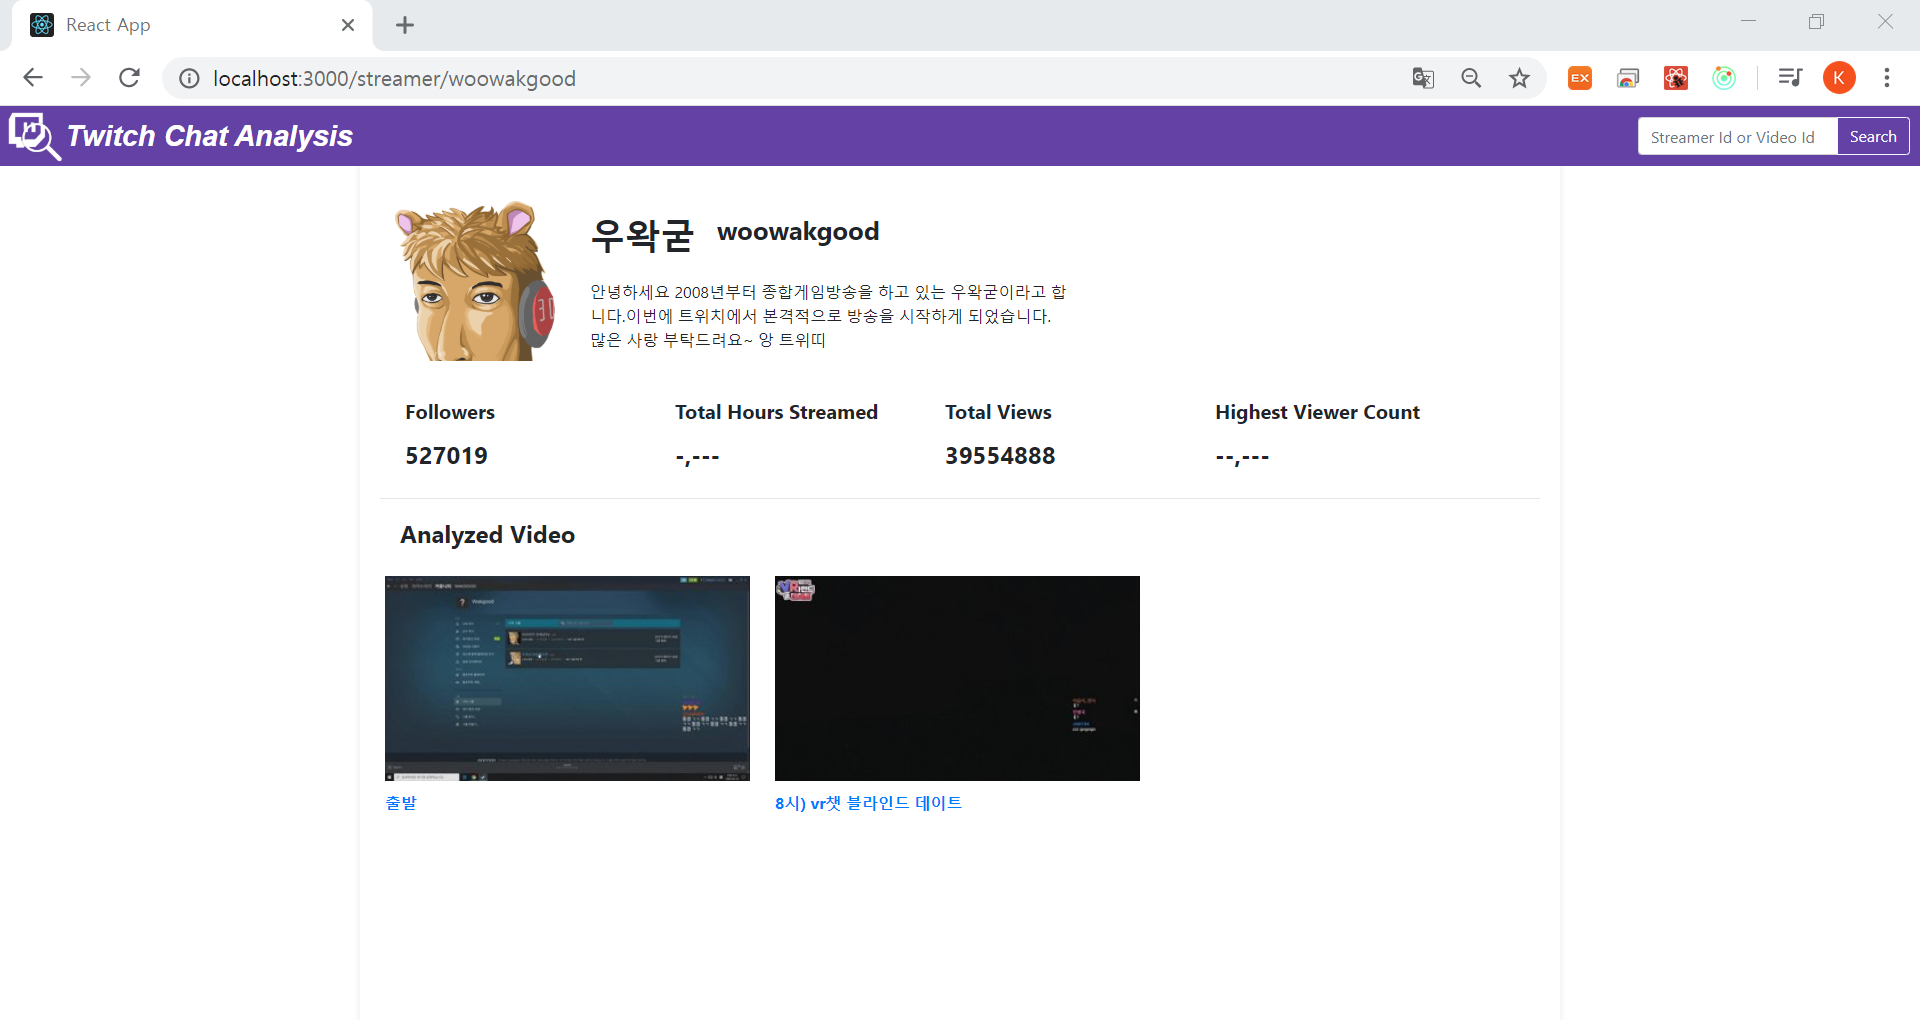 React App
localhost:3000/streamer/woowakgood
EX
K
Twitch Chat Analysis
Streamer Id or Video Id
Search
우왁굳 woowakgood
안녕하세요 2008년부터 종합게임방송을 하고 있는 우왁굳이라고 합
니다.이번에 트위치에서 본격적으로 방송을 시작하게 되었습니다.
많은 사랑 부탁드려요~ 앙 트위띠
Followers
527019
Total Hours Streamed
-,---
Total Views
39554888
Highest Viewer Count
--,---
Analyzed Video
출발
8시) vr챗 블라인드 데이트